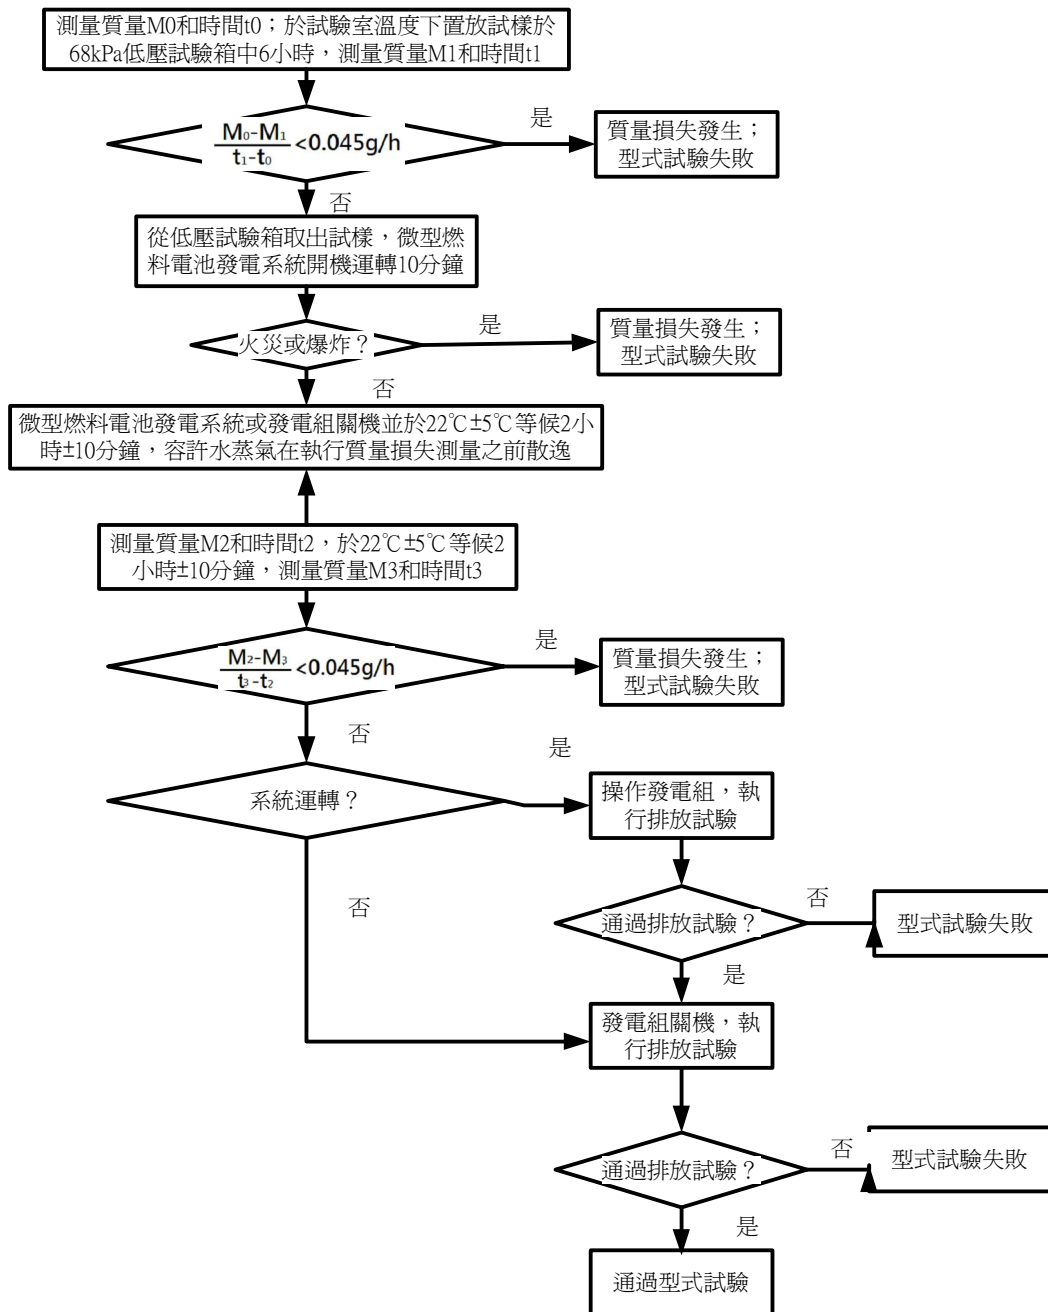 測量質量M0和時間t0；於試驗室溫度下置放試樣於
68kPa低壓試驗箱中6小時，測量質量M1和時間t1
是
M₀-M₁
t₁-t₀
<0.045g/h
質量損失發生；
型式試驗失敗
否
從低壓試驗箱取出試樣，微型燃
料電池發電系統開機運轉10分鐘
是
火災或爆炸？
質量損失發生；
型式試驗失敗
否
微型燃料電池發電系統或發電組關機並於22℃±5℃等候2小
時±10分鐘，容許水蒸氣在執行質量損失測量之前散逸
測量質量M2和時間t2，於22℃±5℃等候2
小時±10分鐘，測量質量M3和時間t3
是
M₂-M₃
t₃-t₂
<0.045g/h
質量損失發生；
型式試驗失敗
否
是
系統運轉？
操作發電組，執
行排放試驗
否
否
通過排放試驗？
型式試驗失敗
是
發電組關機，執
行排放試驗
否
通過排放試驗？
型式試驗失敗
是
通過型式試驗